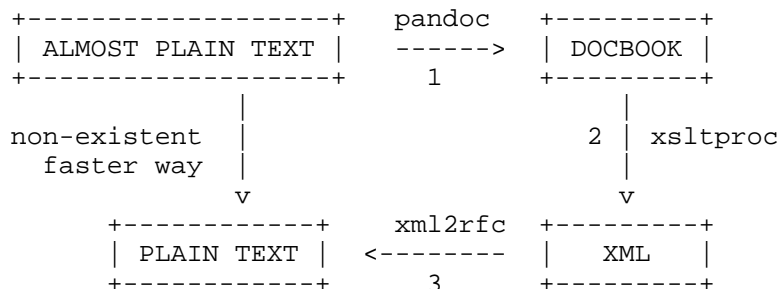 +-------------------+   pandoc   +---------+
| ALMOST PLAIN TEXT |   ------>  | DOCBOOK |
+-------------------+     1      +---------+
              |                       |
non-existent  |                     2 | xsltproc
  faster way  |                       |
              v                       v
      +------------+    xml2rfc  +---------+
      | PLAIN TEXT |  <--------  |   XML   |
      +------------+      3      +---------+